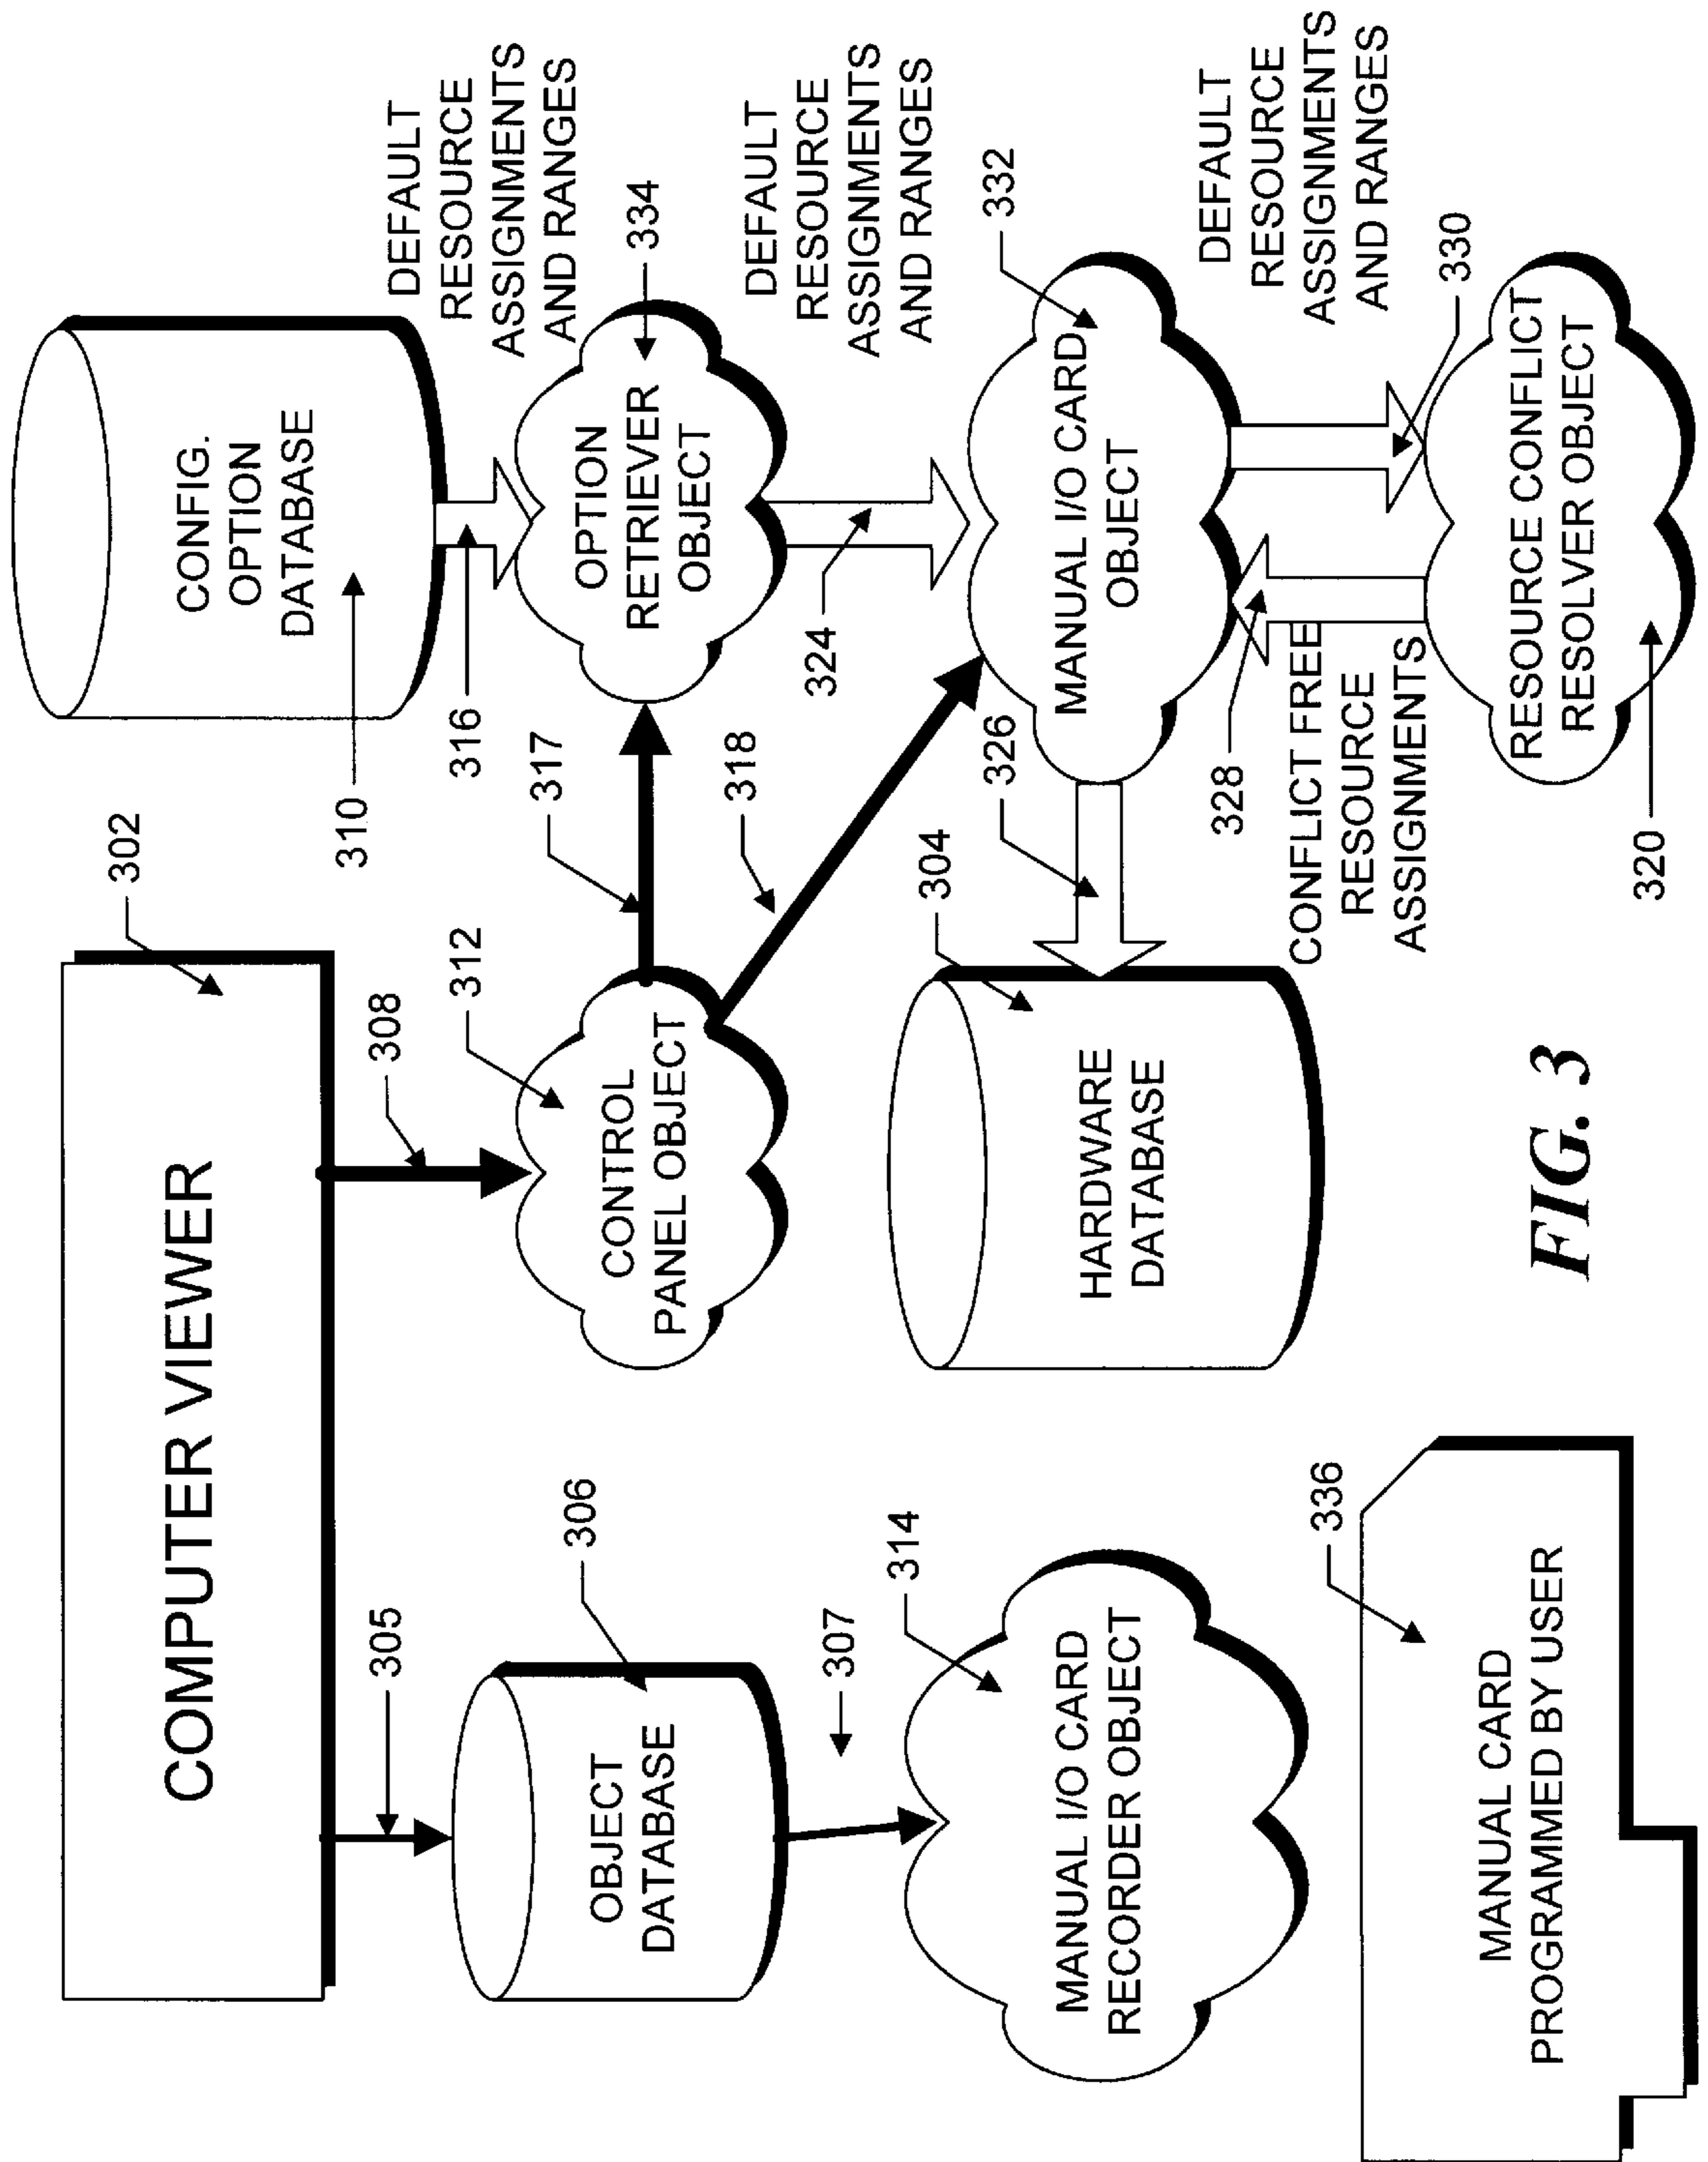 COMPUTER VIEWER
302
305
308
OBJECT
DATABASE
306
307
MANUAL I/O CARD
RECORDER OBJECT
314
MANUAL CARD
PROGRAMMED BY USER
336
CONTROL
PANEL OBJECT
312
317
318
HARDWARE
DATABASE
304
326
CONFIG.
OPTION
DATABASE
310
316
DEFAULT
RESOURCE
ASSIGNMENTS
AND RANGES
OPTION
RETRIEVER
OBJECT
334
324
DEFAULT
RESOURCE
ASSIGNMENTS
AND RANGES
MANUAL I/O CARD
OBJECT
332
328
CONFLICT FREE
RESOURCE
ASSIGNMENTS
DEFAULT
RESOURCE
ASSIGNMENTS
AND RANGES
330
RESOURCE CONFLICT
RESOLVER OBJECT
320
FIG. 3